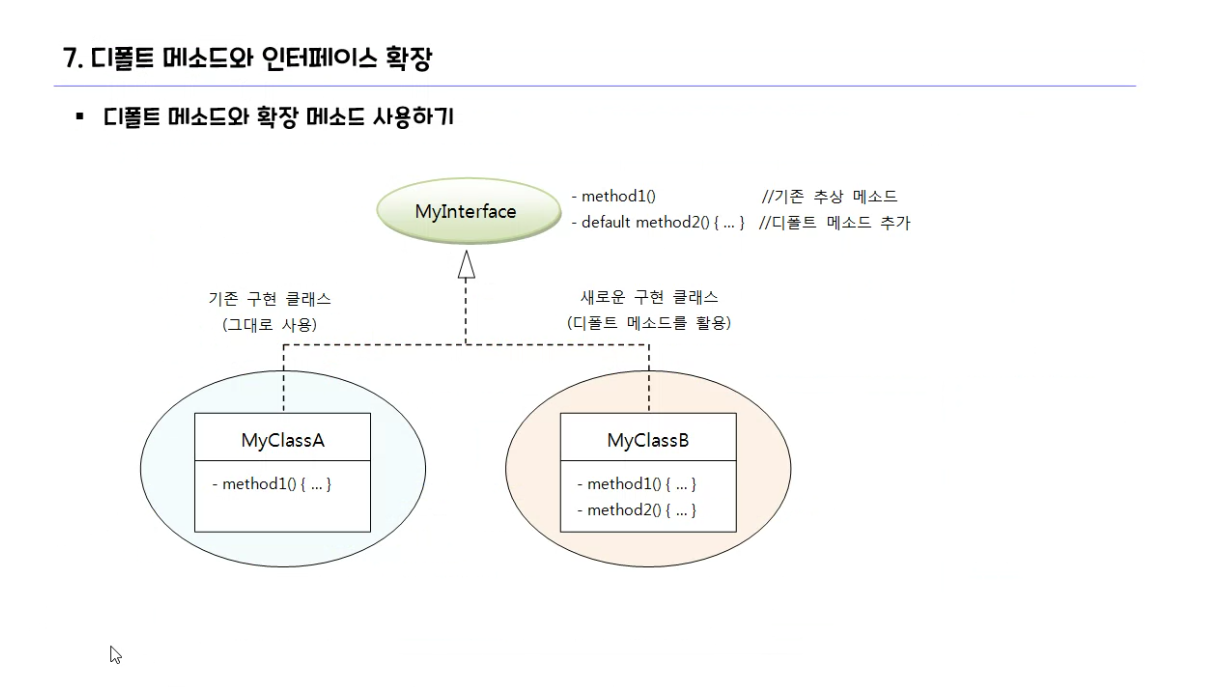 7. 디폴트 메소드와 인터페이스 확장
▪ 디폴트 메소드와 확장 메소드 사용하기
MyInterface
- method1() //기존 추상 메소드
- default method2() { ... } //디폴트 메소드 추가
기존 구현 클래스
(그대로 사용)
새로운 구현 클래스
(디폴트 메소드를 활용)
MyClassA
- method1() { ... }
MyClassB
- method1() { ... }
- method2() { ... }